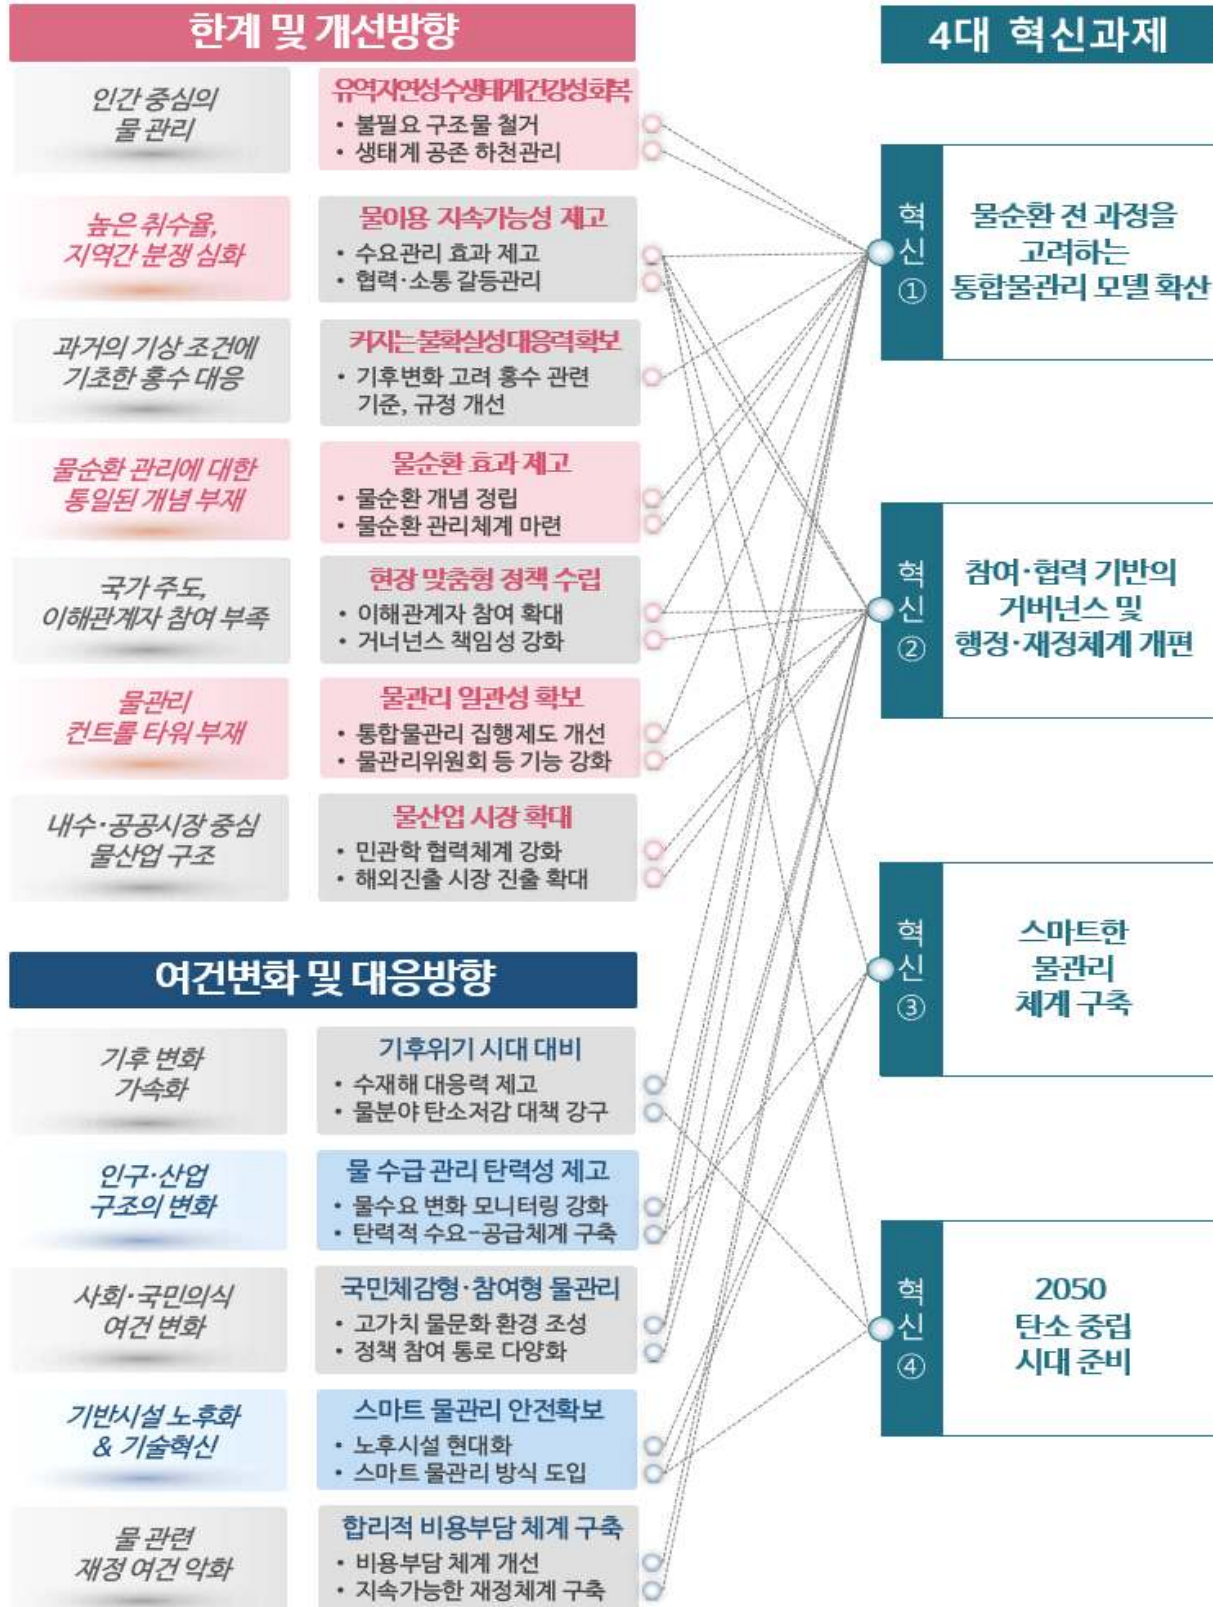 한계 및 개선방향
인간 중심의
물 관리
유역자연성수생태계건강성회복
• 불필요 구조물 철거
• 생태계 공존 하천관리
높은 취수율,
지역간 분쟁 심화
물이용 지속가능성 제고
• 수요관리 효과 제고
• 협력·소통 갈등관리
과거의 기상 조건에
기초한 홍수 대응
커지는불확실성대응력확보
• 기후변화 고려 홍수 관련
기준, 규정 개선
물순환 관리에 대한
통일된 개념 부재
물순환 효과 제고
• 물순환 개념 정립
• 물순환 관리체계 마련
국가 주도,
이해관계자 참여 부족
현장 맞춤형 정책 수립
• 이해관계자 참여 확대
• 거너넌스 책임성 강화
물관리
컨트롤 타워 부재
물관리 일관성 확보
• 통합물관리 집행제도 개선
• 물관리위원회 등 기능 강화
내수·공공시장 중심
물산업 구조
물산업 시장 확대
• 민관학 협력체계 강화
• 해외진출 시장 진출 확대
여건변화 및 대응방향
기후 변화
가속화
기후위기 시대 대비
• 수재해 대응력 제고
• 물분야 탄소저감 대책 강구
인구·산업
구조의 변화
물 수급 관리 탄력성 제고
• 물수요 변화 모니터링 강화
• 탄력적 수요-공급체계 구축
사회·국민의식
여건 변화
국민체감형·참여형 물관리
• 고가치 물문화 환경 조성
• 정책 참여 통로 다양화
기반시설 노후화
& 기술혁신
스마트 물관리 안전확보
• 노후시설 현대화
• 스마트 물관리 방식 도입
물 관련
재정 여건 악화
합리적 비용부담 체계 구축
• 비용부담 체계 개선
• 지속가능한 재정체계 구축
4대 혁신과제
혁
신
①
물순환 전 과정을
고려하는
통합물관리 모델 확산
혁
신
②
참여·협력 기반의
거버넌스 및
행정·재정체계 개편
혁
신
③
스마트한
물관리
체계 구축
혁
신
④
2050
탄소 중립
시대 준비